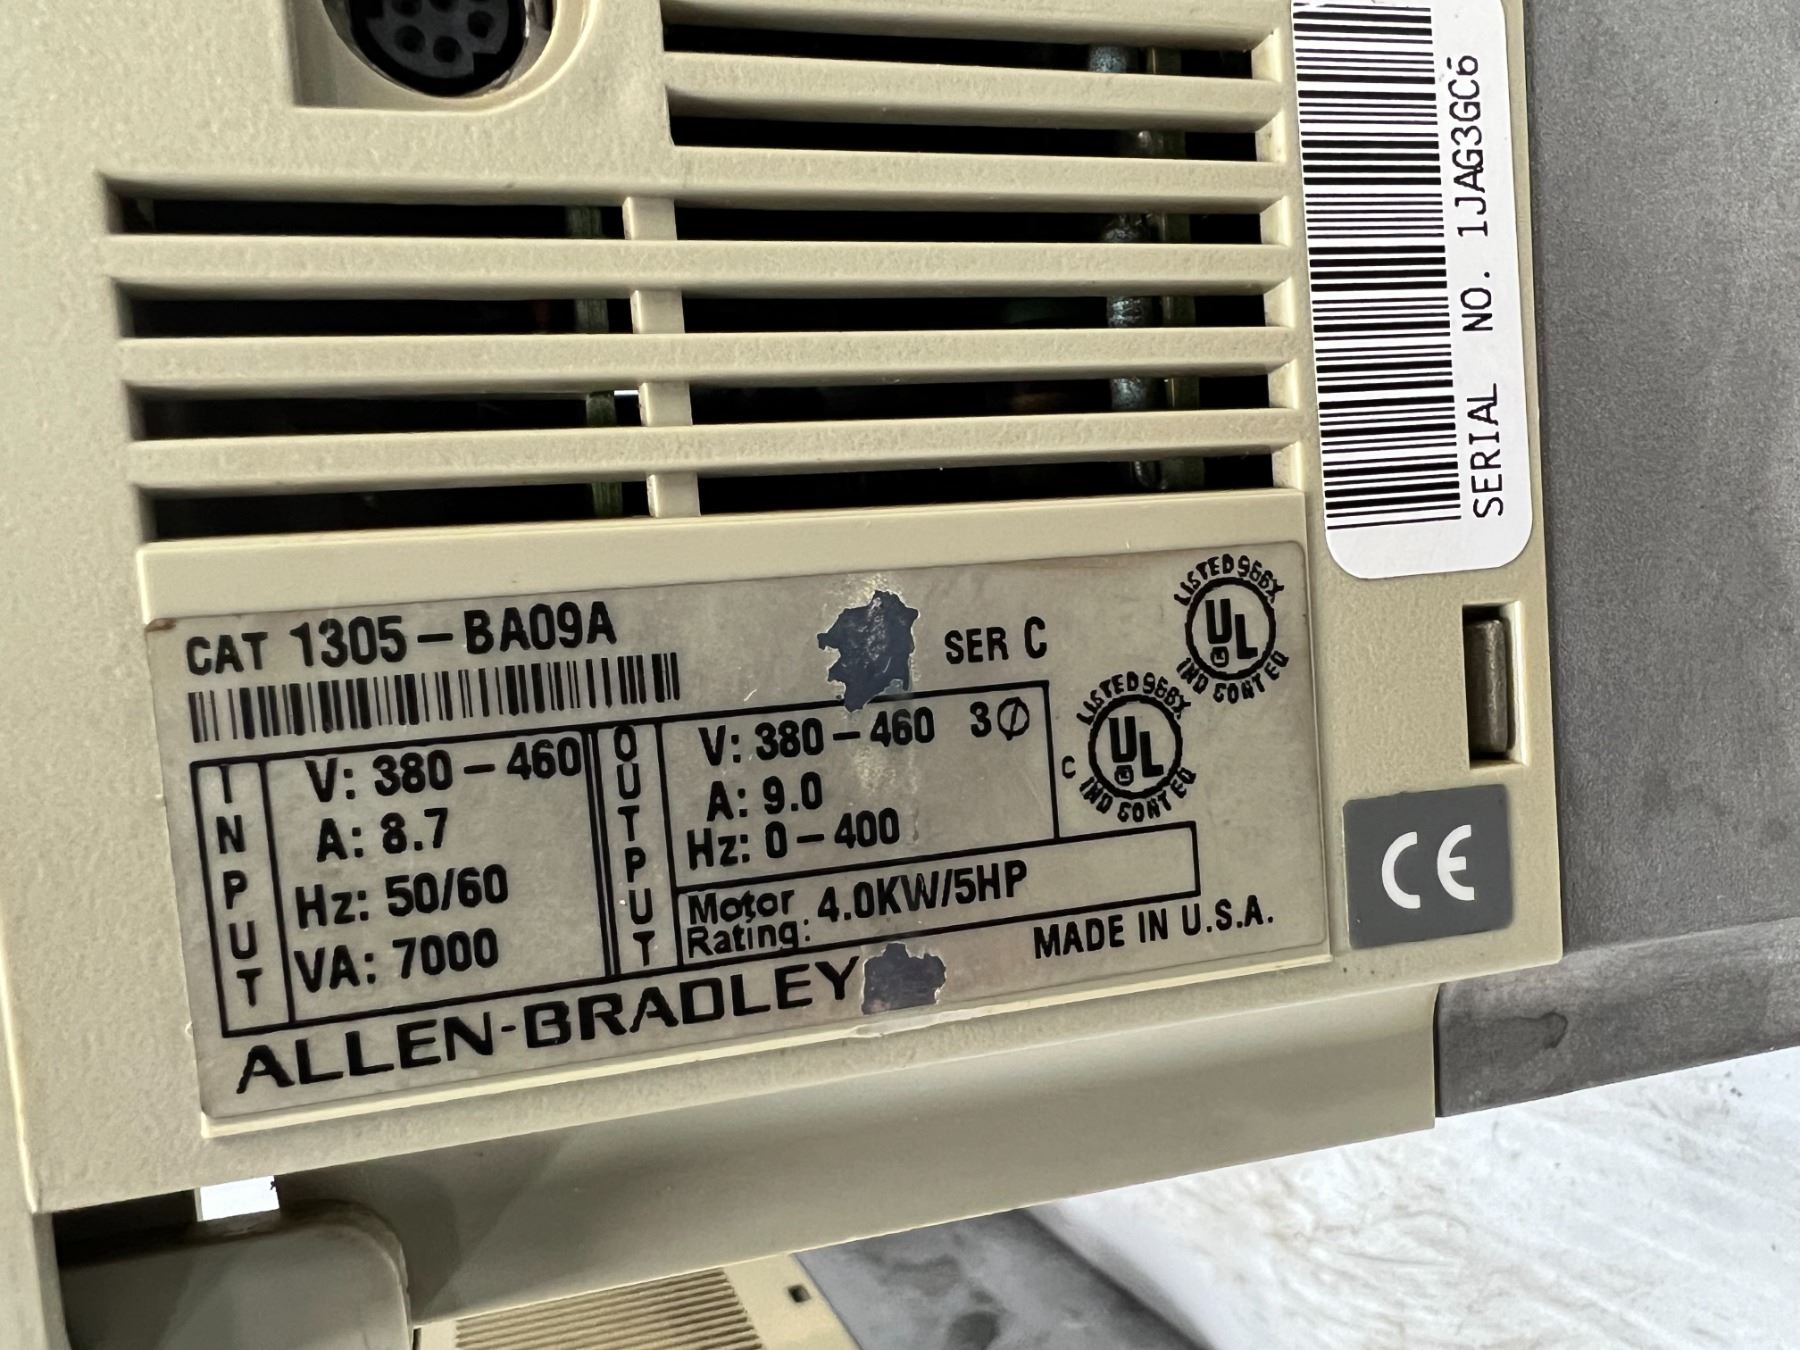 SERIAL NO. 1JAG3GC6
CAT 1305-BA09A
SER C
LISTED 966X
UL
IND CONT EQ
INPUT
V: 380-460
A: 8.7
Hz: 50/60
VA: 7000
OUTPUT
V: 380-460 3Ø
A: 9.0
Hz: 0-400
Motor Rating: 4.0KW/5HP
C
LISTED 966X
UL
IND CONT EQ
MADE IN U.S.A.
ALLEN-BRADLEY
CE